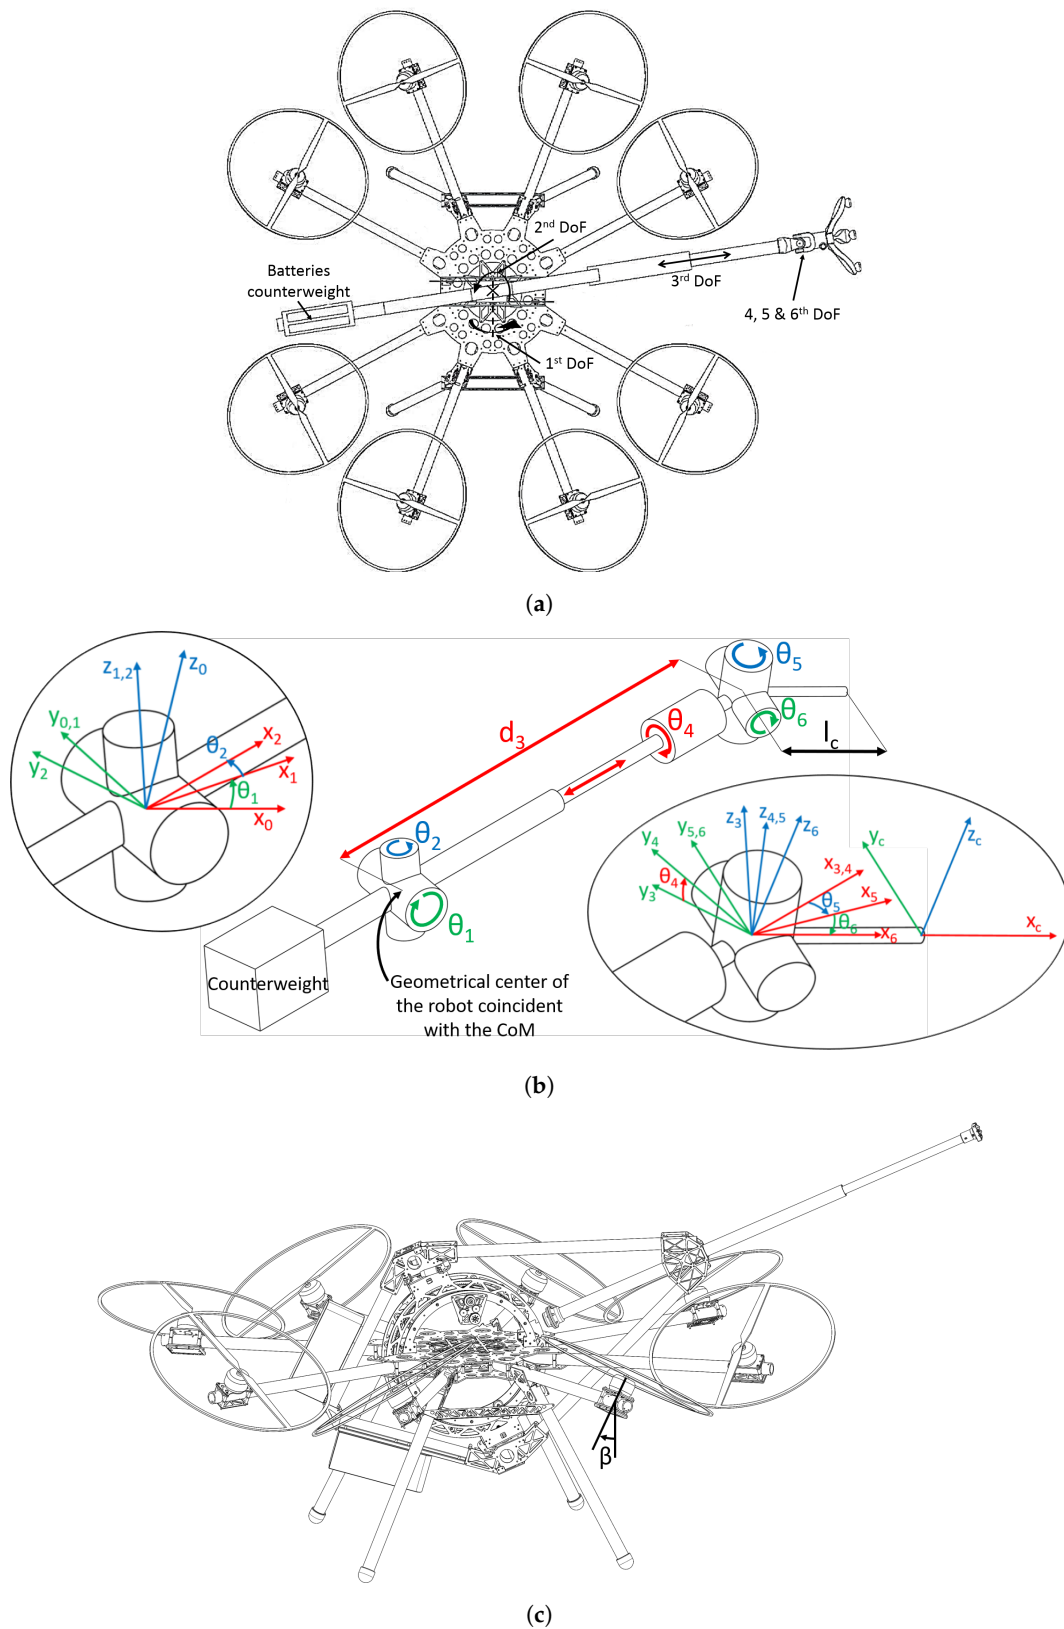 2nd DoF
Batteries
counterweight
3rd DoF
4, 5 & 6th DoF
1st DoF
(a)
z1,2
z0
y0,1
y2
θ2
x2
x1
θ1
x0
d3
θ4
θ5
θ6
lc
θ2
θ1
Counterweight
Geometrical center of
the robot coincident
with the CoM
z3
z4,5
z6
y4
y5,6
yc
zc
θ4
y3
x3,4
θ5
x5
θ6
x6
xc
(b)
β
(c)